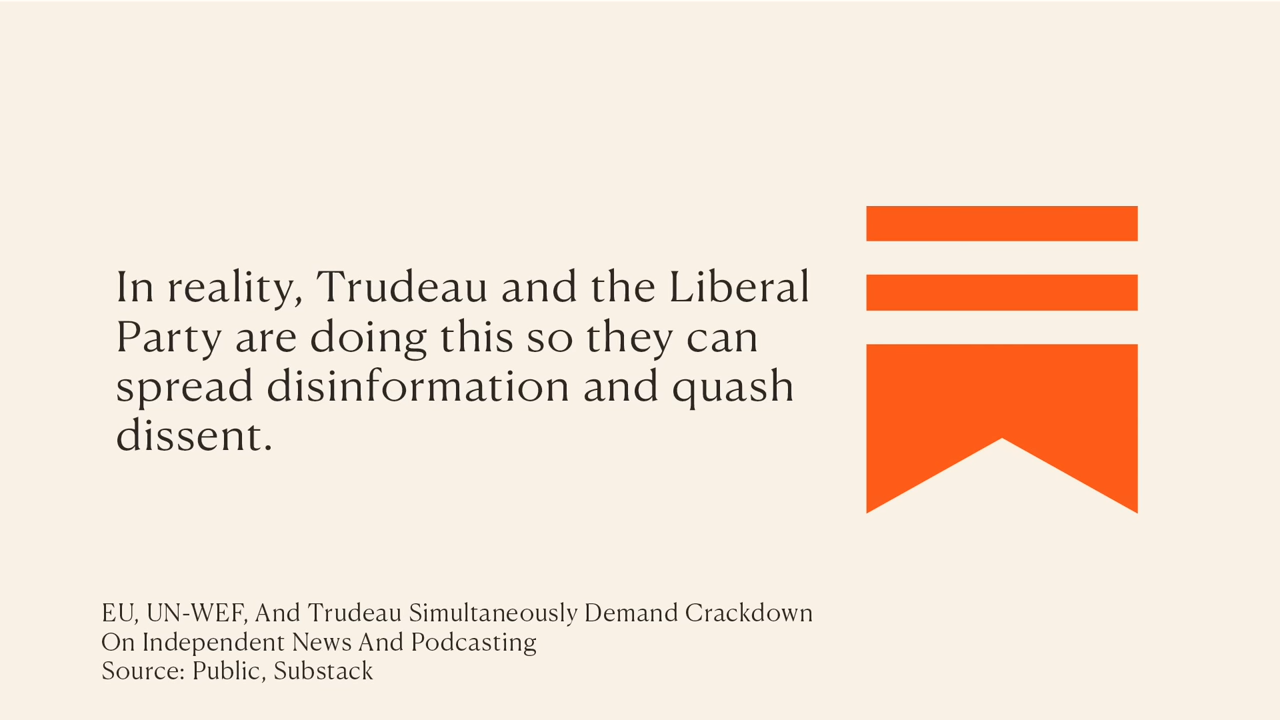 In reality, Trudeau and the Liberal
Party are doing this so they can
spread disinformation and quash
dissent.
EU, UN-WEF, And Trudeau Simultaneously Demand Crackdown
On Independent News And Podcasting
Source: Public, Substack